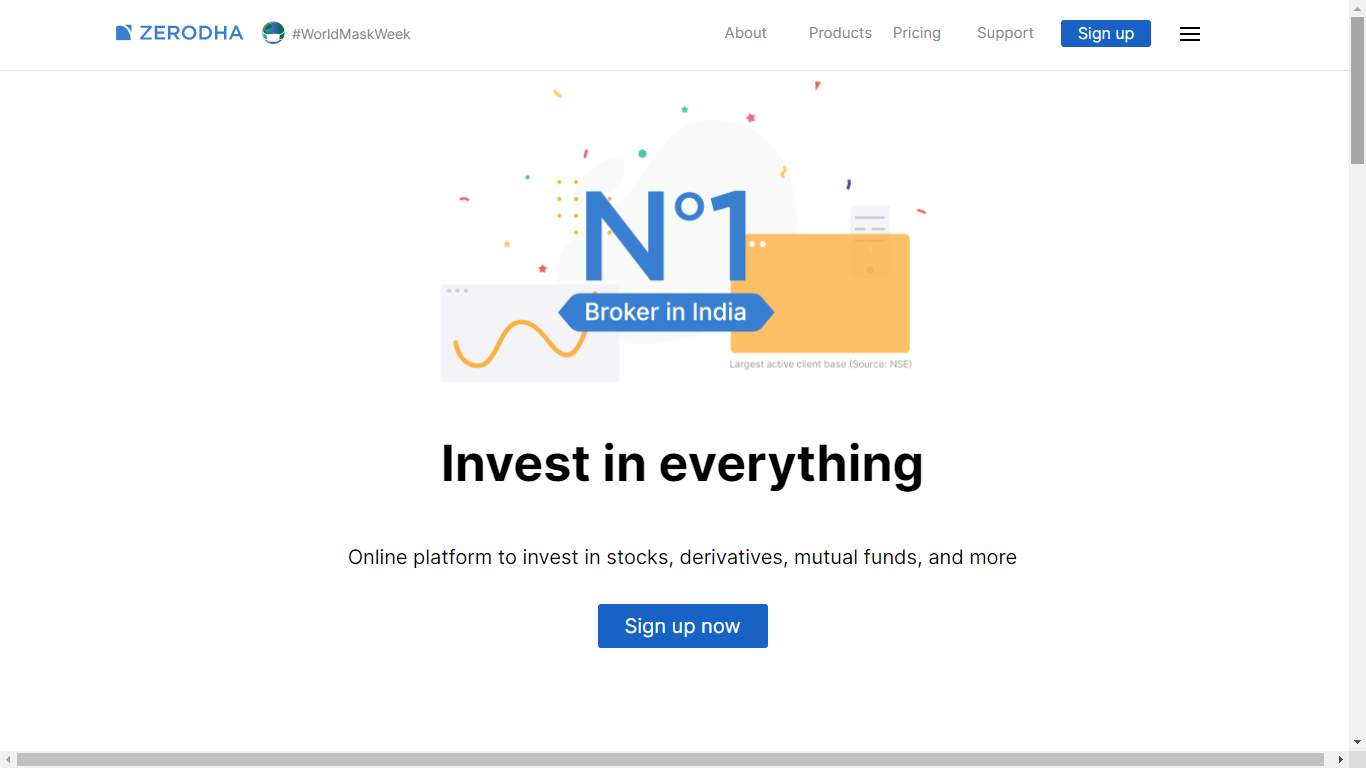 ZERODHA #WorldMaskWeek About Products Pricing Support Sign up
N°1
Broker in India
Largest active client base (Source: NSE)
Invest in everything
Online platform to invest in stocks, derivatives, mutual funds, and more
Sign up now